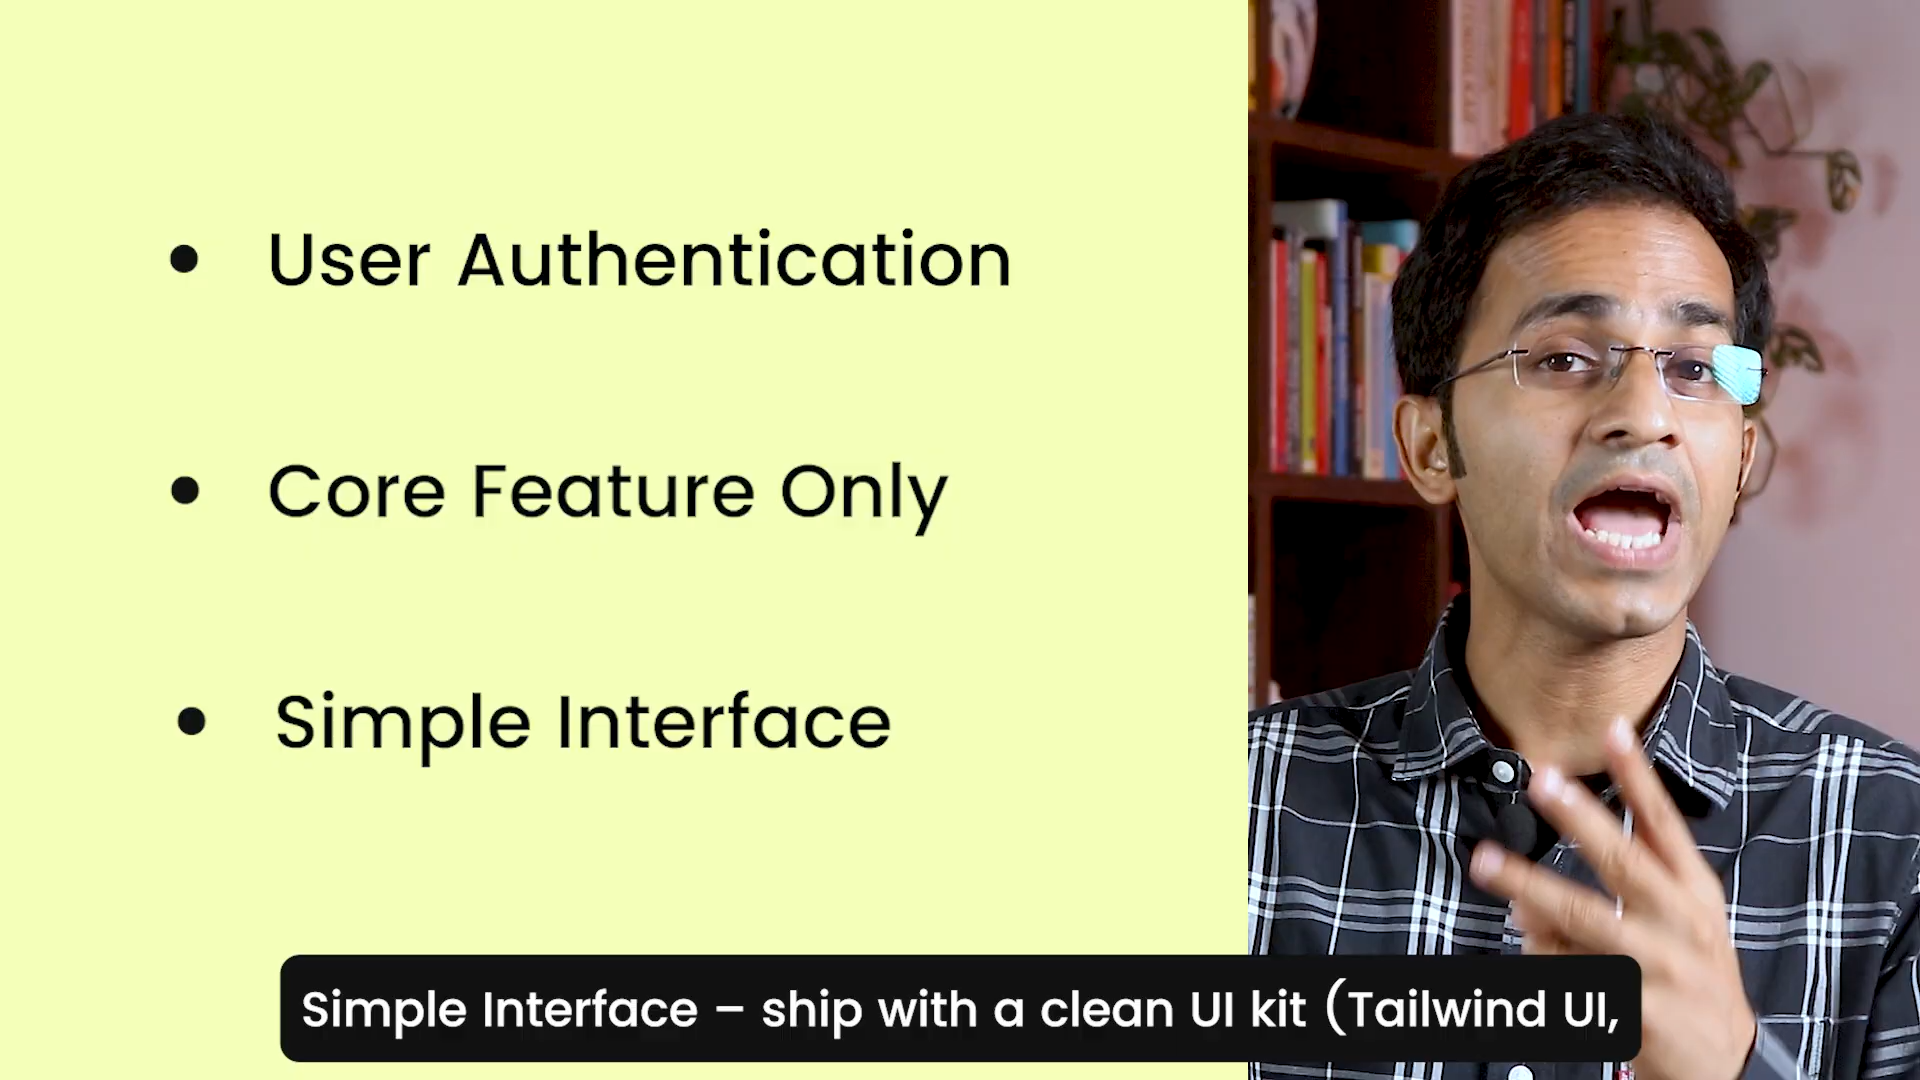 • User Authentication
• Core Feature Only
• Simple Interface
Simple Interface – ship with a clean UI kit (Tailwind UI,